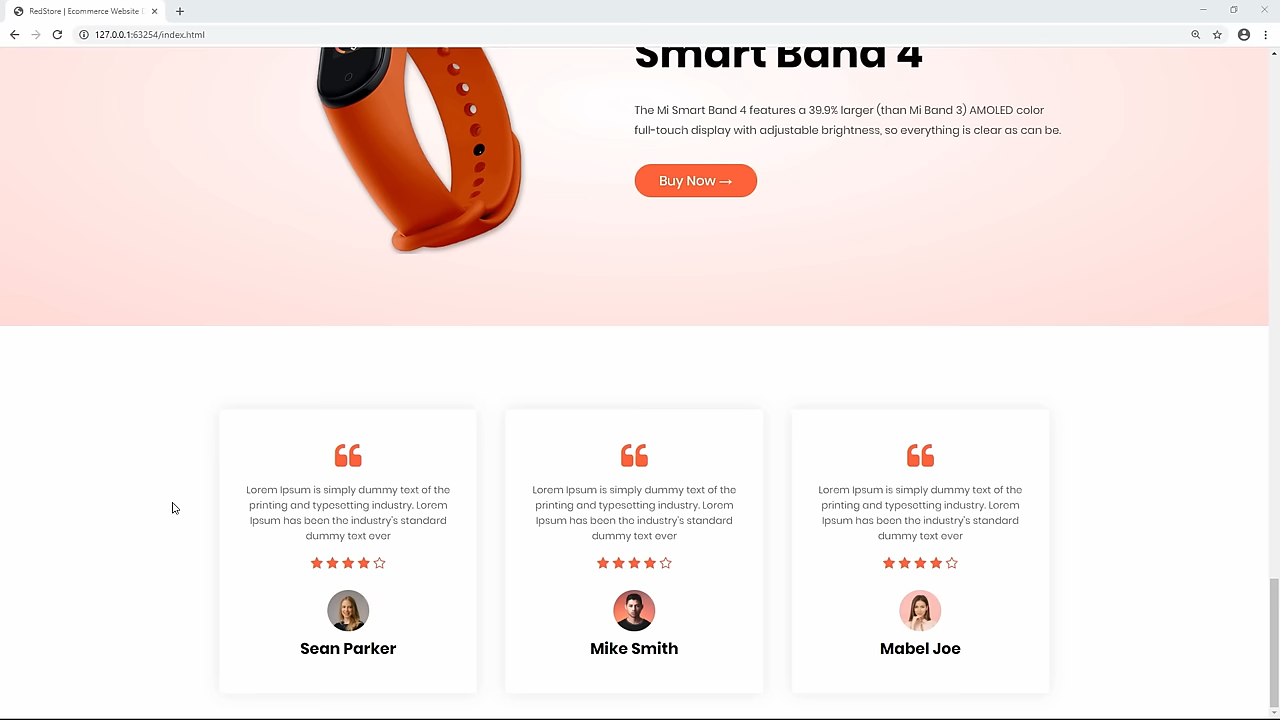 RedStore | Ecommerce Website
127.0.0.1:63254/index.html
Smart Band 4
The Mi Smart Band 4 features a 39.9% larger (than Mi Band 3) AMOLED color
full-touch display with adjustable brightness, so everything is clear as can be.
Buy Now →
Lorem Ipsum is simply dummy text of the
printing and typesetting industry. Lorem
Ipsum has been the industry's standard
dummy text ever
Sean Parker
Lorem Ipsum is simply dummy text of the
printing and typesetting industry. Lorem
Ipsum has been the industry's standard
dummy text ever
Mike Smith
Lorem Ipsum is simply dummy text of the
printing and typesetting industry. Lorem
Ipsum has been the industry's standard
dummy text ever
Mabel Joe